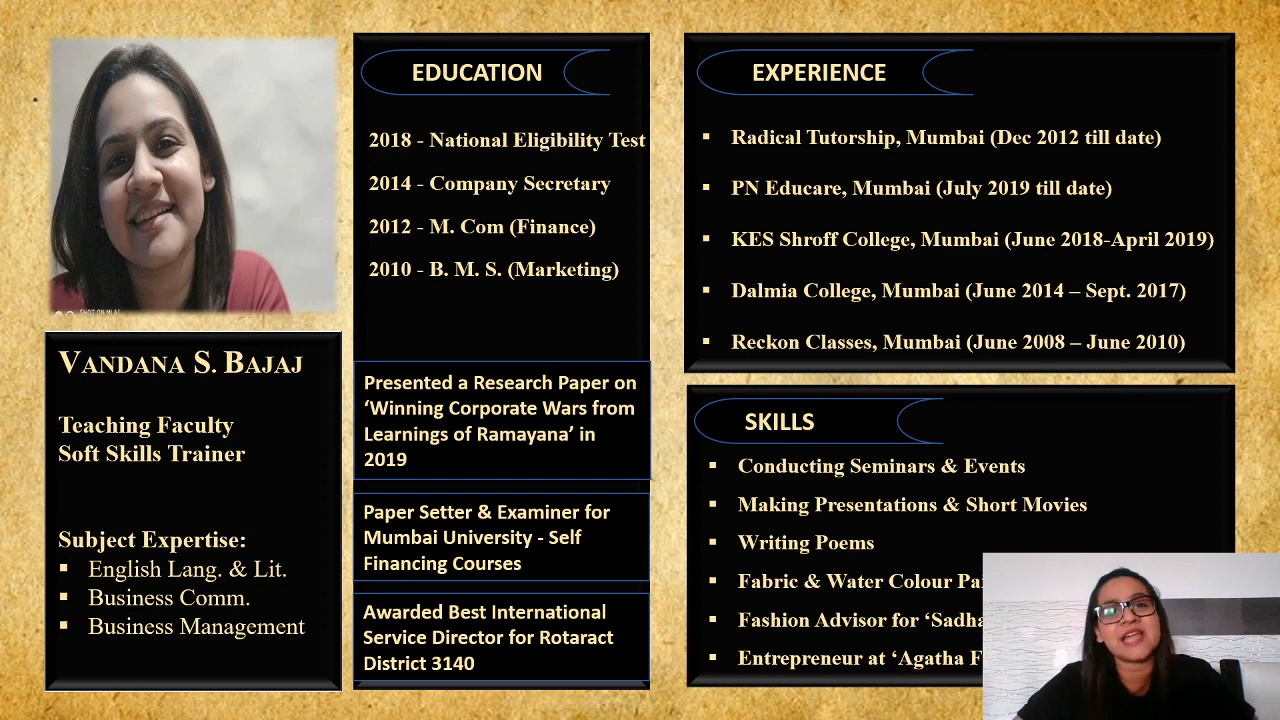 VANDANA S. BAJAJ
Teaching Faculty
Soft Skills Trainer
Subject Expertise:
▪ English Lang. & Lit.
▪ Business Comm.
▪ Business Management
EDUCATION
2018 - National Eligibility Test
2014 - Company Secretary
2012 - M. Com (Finance)
2010 - B. M. S. (Marketing)
Presented a Research Paper on
‘Winning Corporate Wars from
Learnings of Ramayana’ in
2019
Paper Setter & Examiner for
Mumbai University - Self
Financing Courses
Awarded Best International
Service Director for Rotaract
District 3140
EXPERIENCE
▪ Radical Tutorship, Mumbai (Dec 2012 till date)
▪ PN Educare, Mumbai (July 2019 till date)
▪ KES Shroff College, Mumbai (June 2018-April 2019)
▪ Dalmia College, Mumbai (June 2014 – Sept. 2017)
▪ Reckon Classes, Mumbai (June 2008 – June 2010)
SKILLS
▪ Conducting Seminars & Events
▪ Making Presentations & Short Movies
▪ Writing Poems
▪ Fabric & Water Colour
▪ Fashion Advisor for
▪ Entrepreneur at ‘Agatha